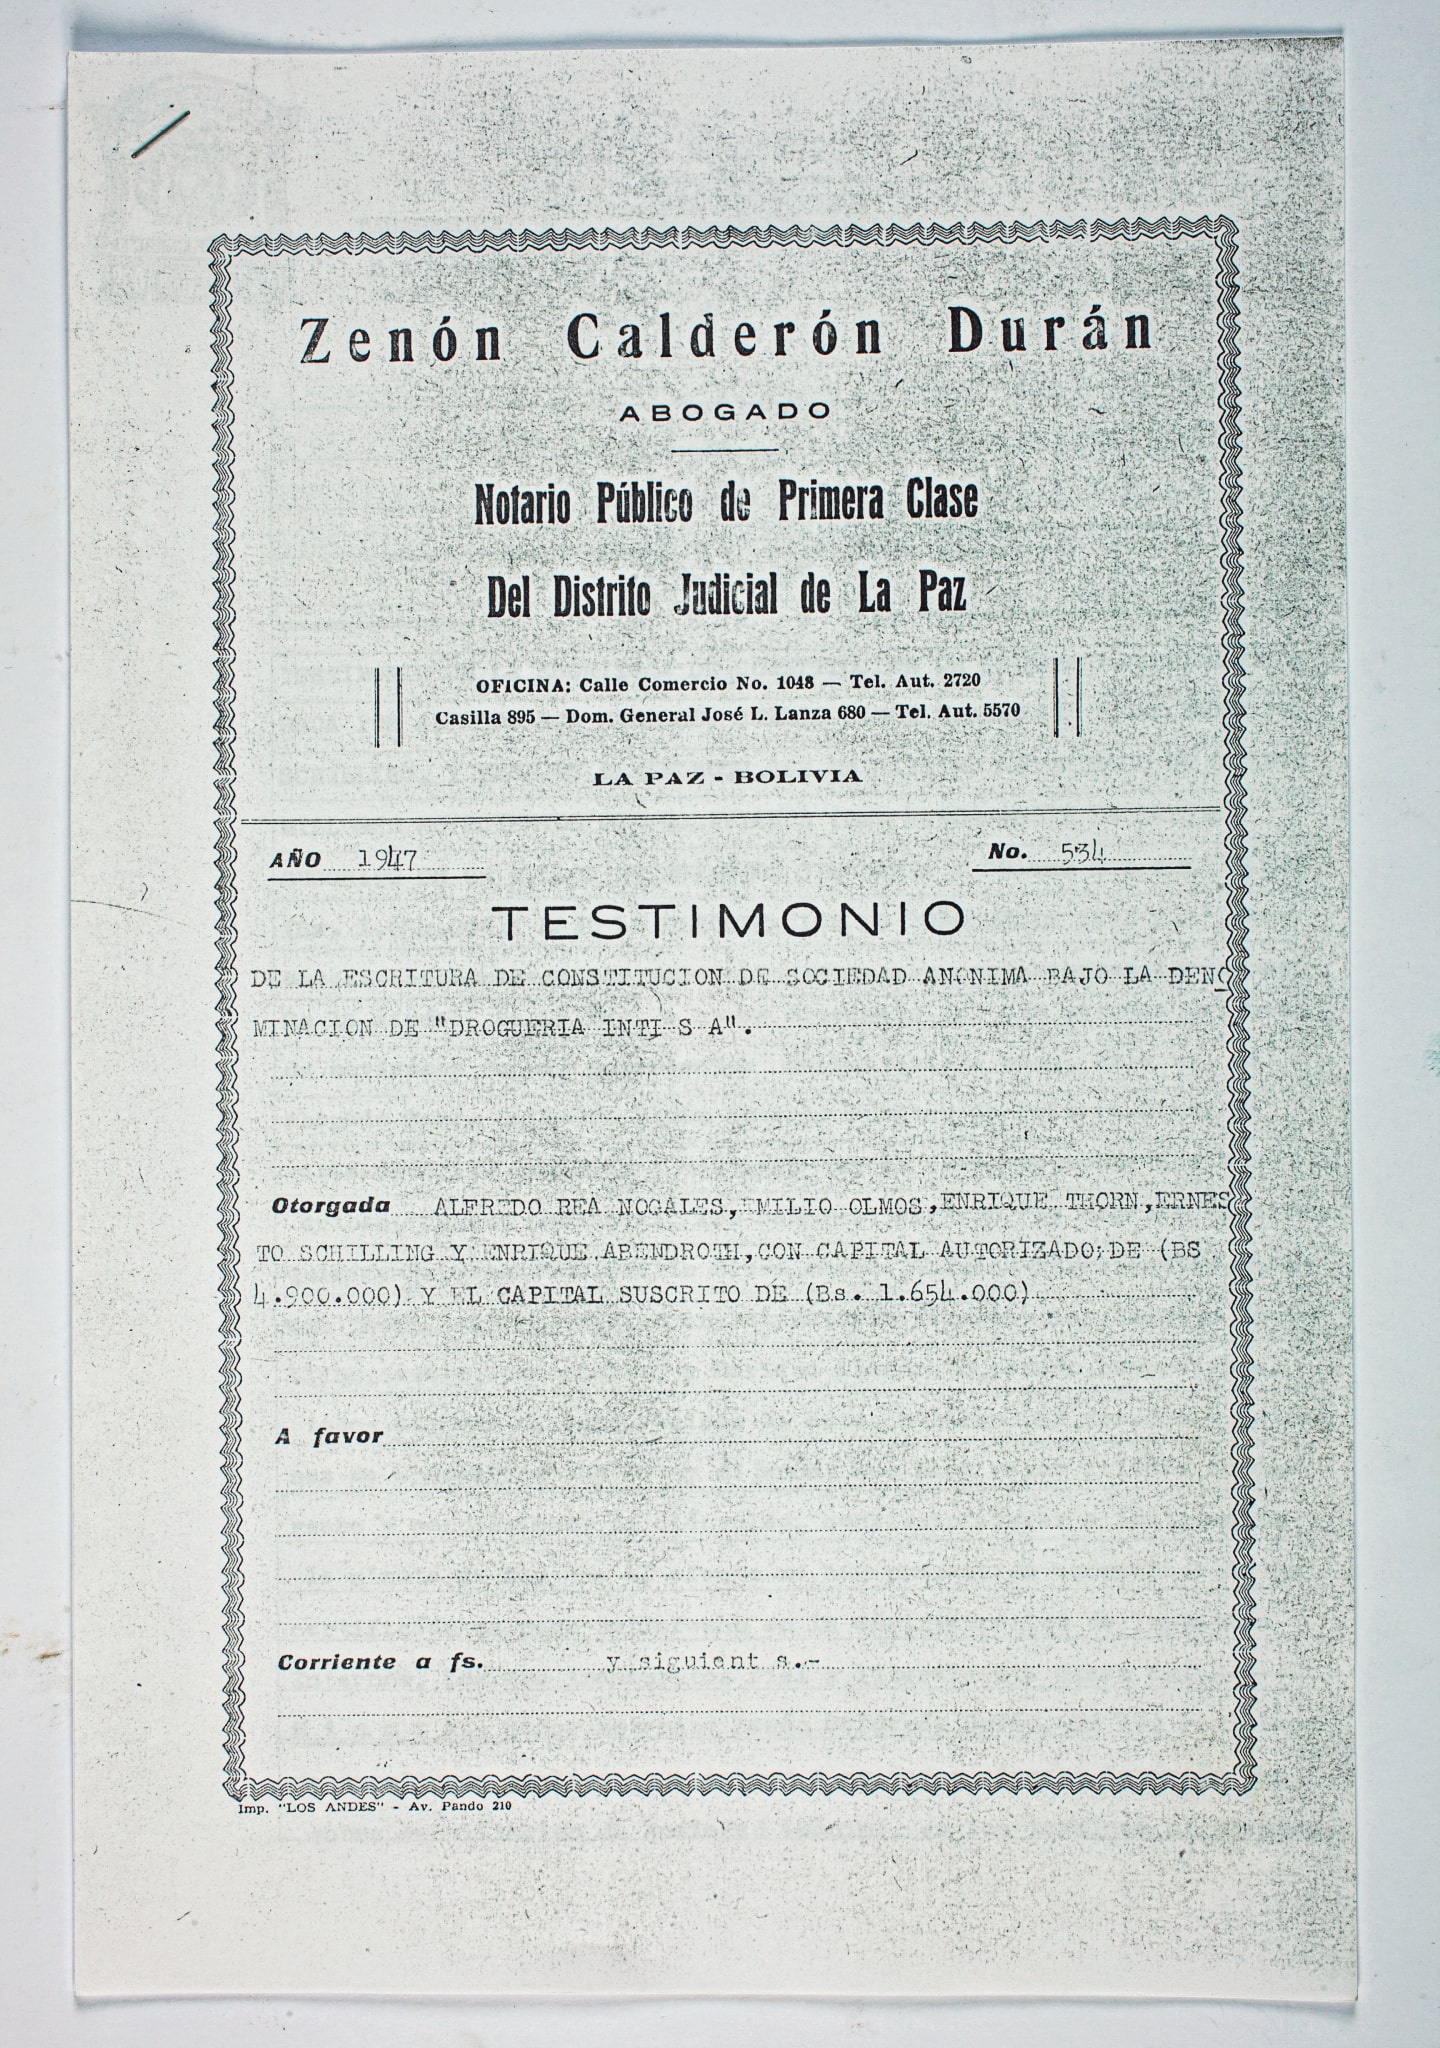 Zenón Calderón Durán
ABOGADO
Notario Público de Primera Clase
Del Distrito Judicial de La Paz
OFICINA: Calle Comercio No. 1048 — Tel. Aut. 2720
Casilla 895 — Dom. General José L. Lanza 680 — Tel. Aut. 5570
LA PAZ - BOLIVIA
AÑO 1947 No. 534
TESTIMONIO
DE LA ESCRITURA DE CONSTITUCION DE SOCIEDAD ANONIMA BAJO LA DENO
MINACION DE "DROGUERIA INTI S A".
Otorgada ALFREDO REA NOGALES, EMILIO OLMOS, ENRIQUE THORN, ERNES
TO SCHILLING Y ENRIQUE ABENDROTH, CON CAPITAL AUTORIZADO; DE (BS
4.900.000) Y EL CAPITAL SUSCRITO DE (Bs. 1.654.000)
A favor
Corriente a fs. y siguient s.-
Imp. "LOS ANDES" - Av. Pando 210